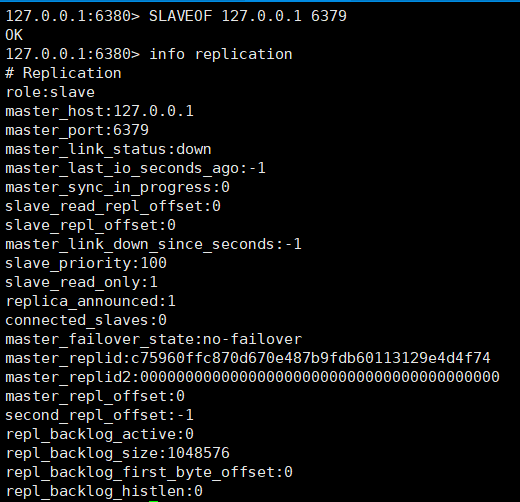 127.0.0.1:6380> SLAVEOF 127.0.0.1 6379
OK
127.0.0.1:6380> info replication
# Replication
role:slave
master_host:127.0.0.1
master_port:6379
master_link_status:down
master_last_io_seconds_ago:-1
master_sync_in_progress:0
slave_read_repl_offset:0
slave_repl_offset:0
master_link_down_since_seconds:-1
slave_priority:100
slave_read_only:1
replica_announced:1
connected_slaves:0
master_failover_state:no-failover
master_replid:c75960ffc870d670e487b9fdb60113129e4d4f74
master_replid2:0000000000000000000000000000000000000000
master_repl_offset:0
second_repl_offset:-1
repl_backlog_active:0
repl_backlog_size:1048576
repl_backlog_first_byte_offset:0
repl_backlog_histlen:0